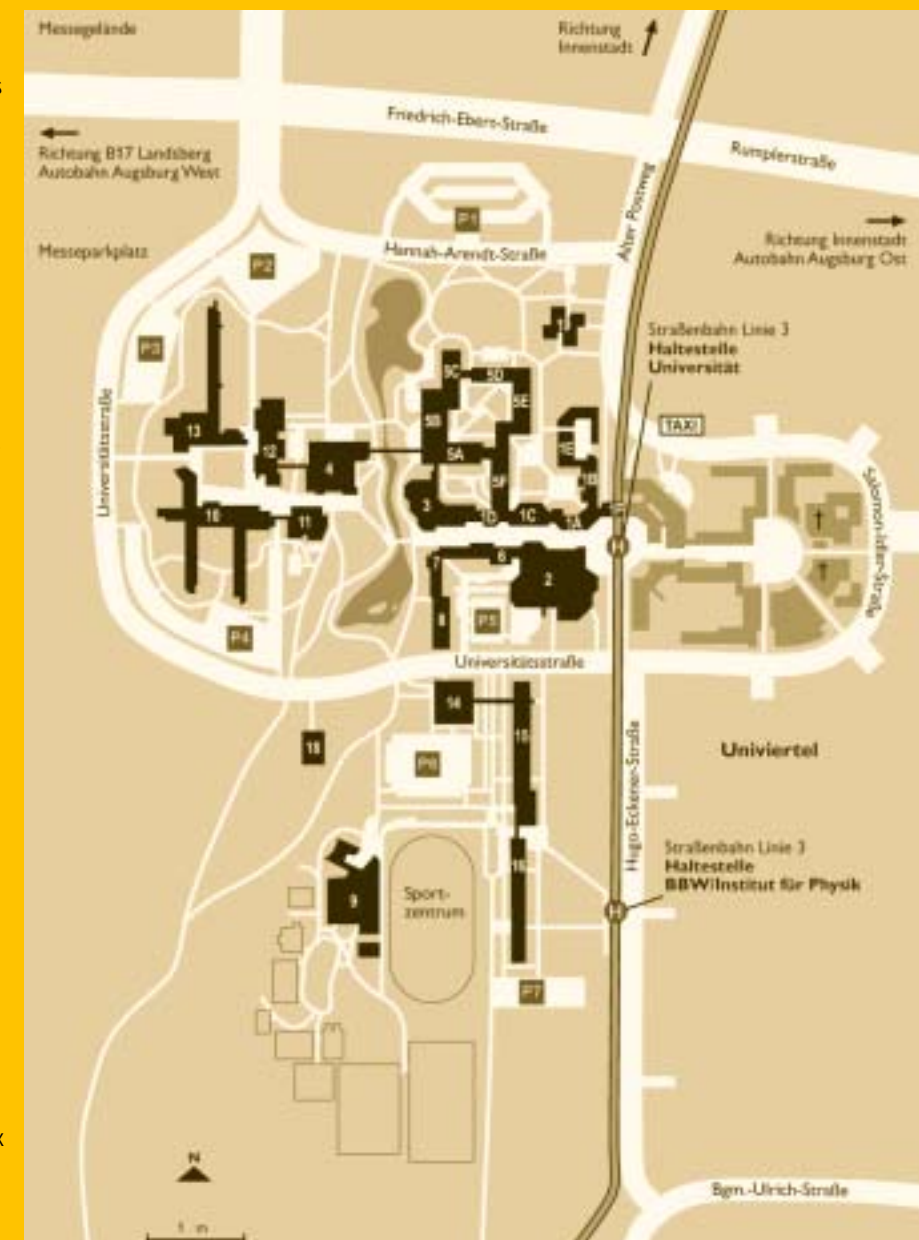 Messegelände
Richtung
Innenstadt
s
Friedrich-Ebert-Straße
Rumplerstraße
Richtung B17 Landsberg
Autobahn Augsburg West
Alter Postweg
P1
Richtung Innenstadt
Autobahn Augsburg Ost
Messeparkplatz
Hannah-Arendt-Straße
P2
P3
Straßenbahn Linie 3
Haltestelle
Universität
5C
5D
5E
5B
TAXI
13
12
4
5A
5F
Universitätsstraße
10
11
3
1D
1C
1A
H
7
6
2
8
P5
P4
Universitätsstraße
14
15
18
P6
Univiertel
Hugo-Eckener-Straße
Straßenbahn Linie 3
Haltestelle
BBW/Institut für Physik
16
9
Sport-
zentrum
H
P7
x
N
Bgm.-Ulrich-Straße